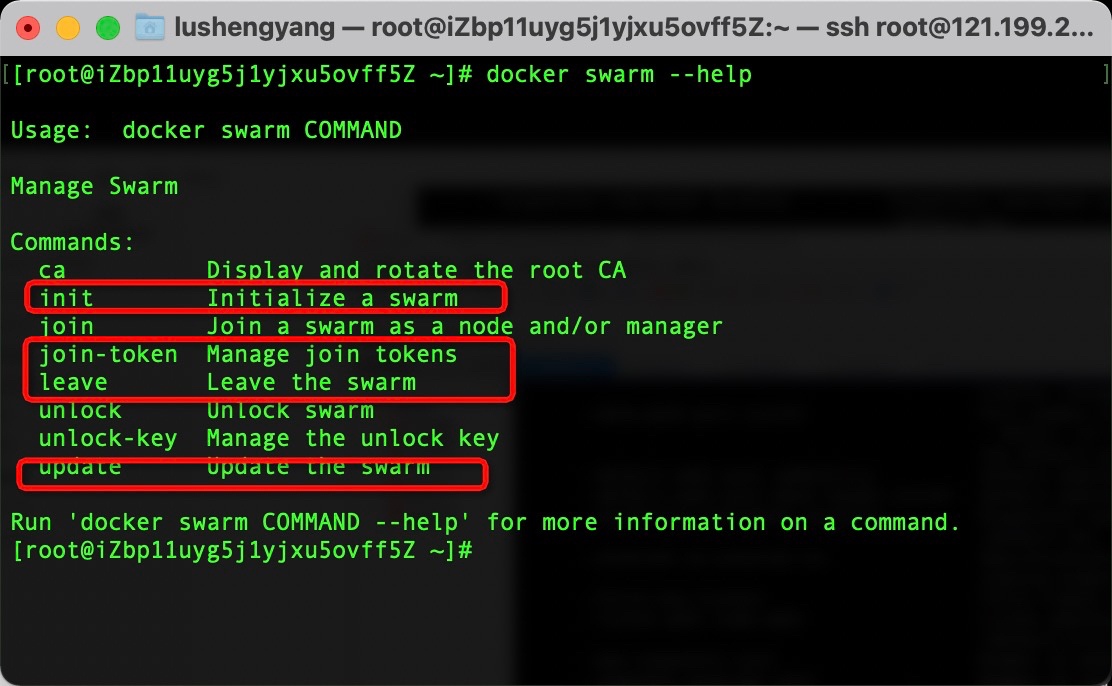 lushengyang — root@iZbp11uyg5j1yjxu5ovff5Z:~ — ssh root@121.199.2...
[[root@iZbp11uyg5j1yjxu5ovff5Z ~]# docker swarm --help ]
Usage:  docker swarm COMMAND
Manage Swarm
Commands:
  ca          Display and rotate the root CA
  init        Initialize a swarm
  join        Join a swarm as a node and/or manager
  join-token  Manage join tokens
  leave       Leave the swarm
  unlock      Unlock swarm
  unlock-key  Manage the unlock key
  update      Update the swarm
Run 'docker swarm COMMAND --help' for more information on a command.
[root@iZbp11uyg5j1yjxu5ovff5Z ~]#